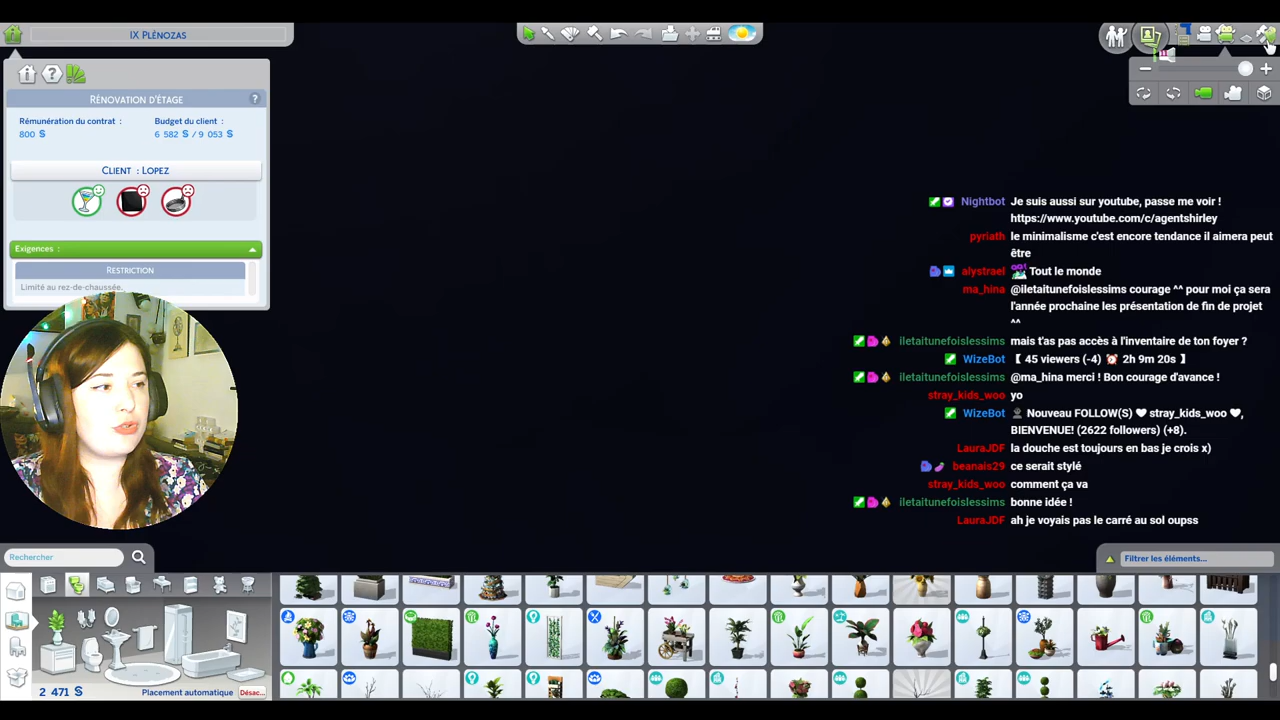 IX PLÉNOZAS
RÉNOVATION D'ÉTAGE
?
?
Rémunération du contrat :
Budget du client :
800 $
6 582 $ / 9 053 $
CLIENT : LOPEZ
Exigences :
RESTRICTION
Limité au rez-de-chaussée.
Nightbot Je suis aussi sur youtube, passe me voir !
https://www.youtube.com/c/agentshirley
pyriath le minimalisme c'est encore tendance il aimera peut
être
alystrael Tout le monde
ma_hina @iletaitunefoislessims courage ^^ pour moi ça sera
l'année prochaine les présentation de fin de projet
^^
iletaitunefoislessims mais t'as pas accès à l'inventaire de ton foyer ?
WizeBot 【 45 viewers (-4) ⏰ 2h 9m 20s 】
iletaitunefoislessims @ma_hina merci ! Bon courage d'avance !
stray_kids_woo yo
WizeBot Nouveau FOLLOW(S) ❤ stray_kids_woo ❤,
BIENVENUE! (2622 followers) (+8).
LauraJDF la douche est toujours en bas je crois x)
beanais29 ce serait stylé
stray_kids_woo comment ça va
iletaitunefoislessims bonne idée !
LauraJDF ah je voyais pas le carré au sol oupss
Rechercher
Filtrer les éléments...
2 471 $
Placement automatique
Désac...